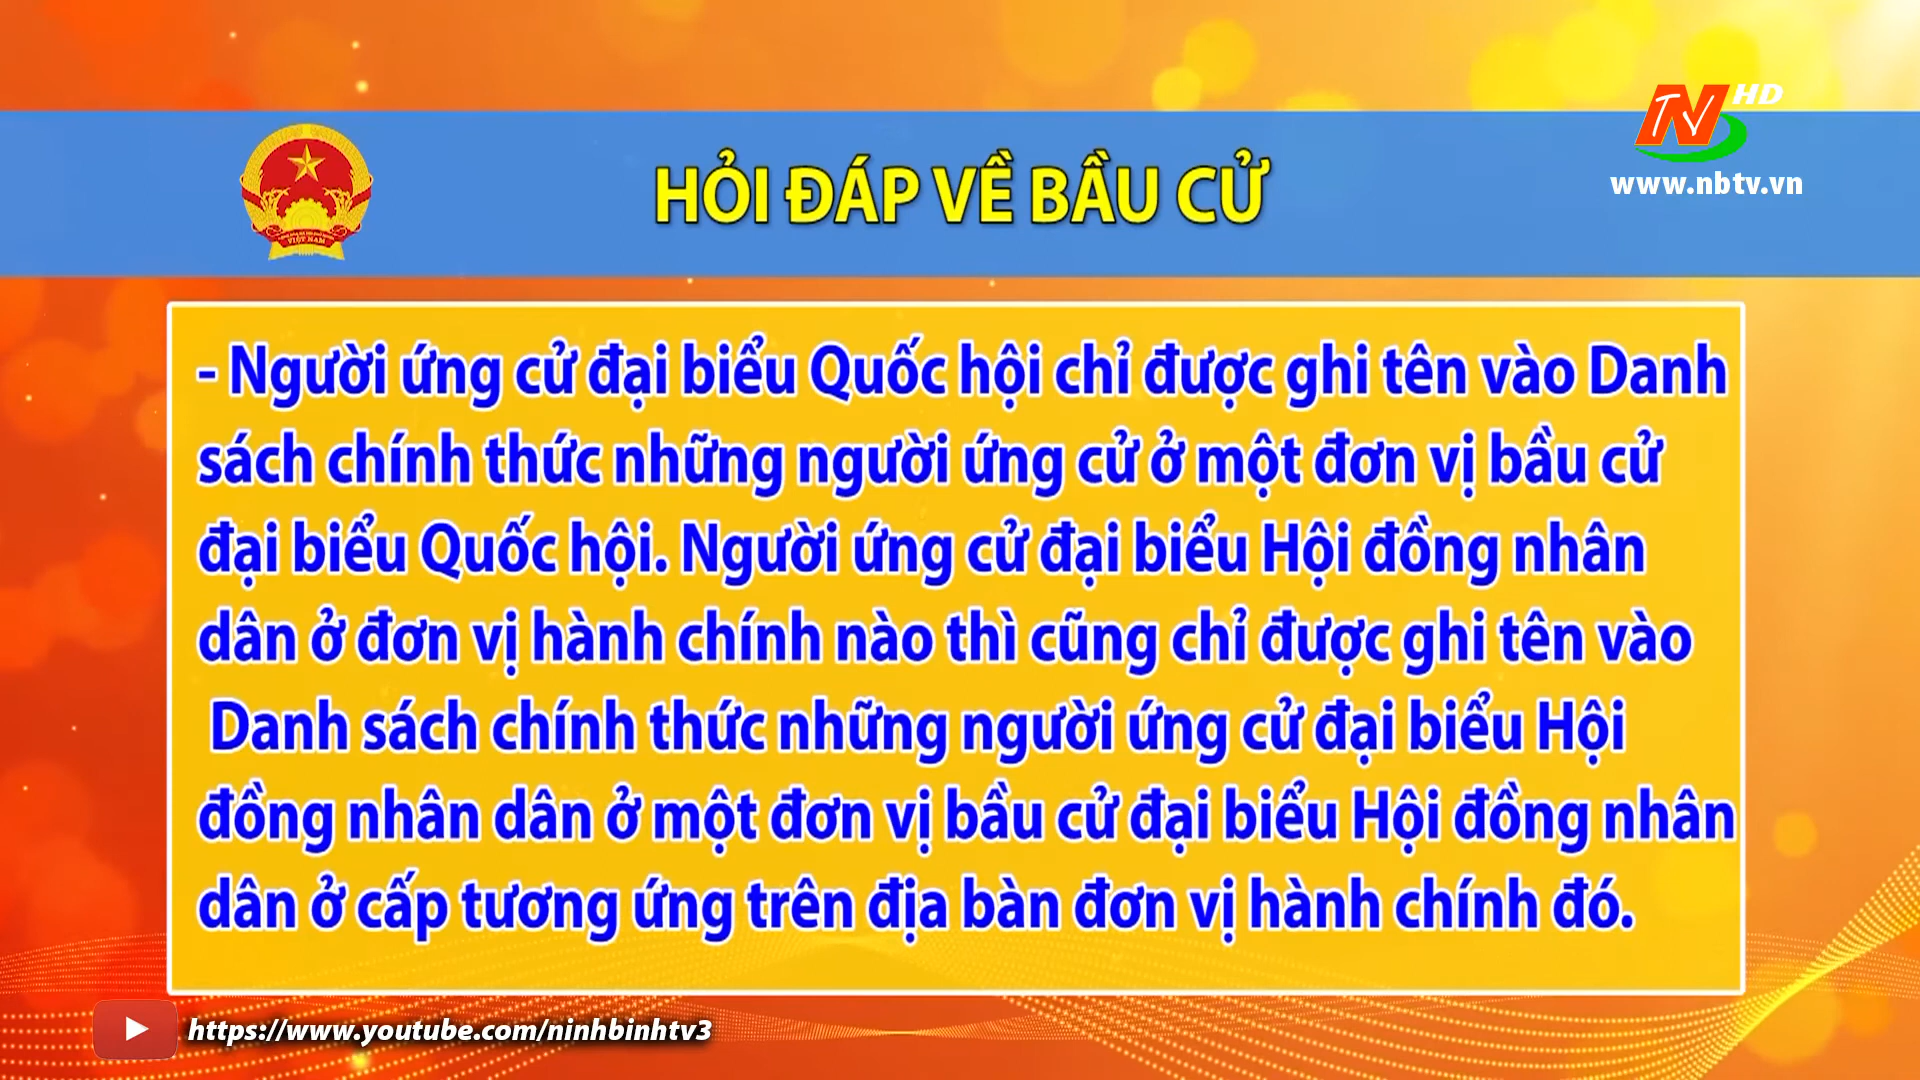 NTV HD
www.nbtv.vn
HỎI ĐÁP VỀ BẦU CỬ
VIỆT NAM
- Người ứng cử đại biểu Quốc hội chỉ được ghi tên vào Danh
sách chính thức những người ứng cử ở một đơn vị bầu cử
đại biểu Quốc hội. Người ứng cử đại biểu Hội đồng nhân
dân ở đơn vị hành chính nào thì cũng chỉ được ghi tên vào
Danh sách chính thức những người ứng cử đại biểu Hội
đồng nhân dân ở một đơn vị bầu cử đại biểu Hội đồng nhân
dân ở cấp tương ứng trên địa bàn đơn vị hành chính đó.
https://www.youtube.com/ninhbinhtv3